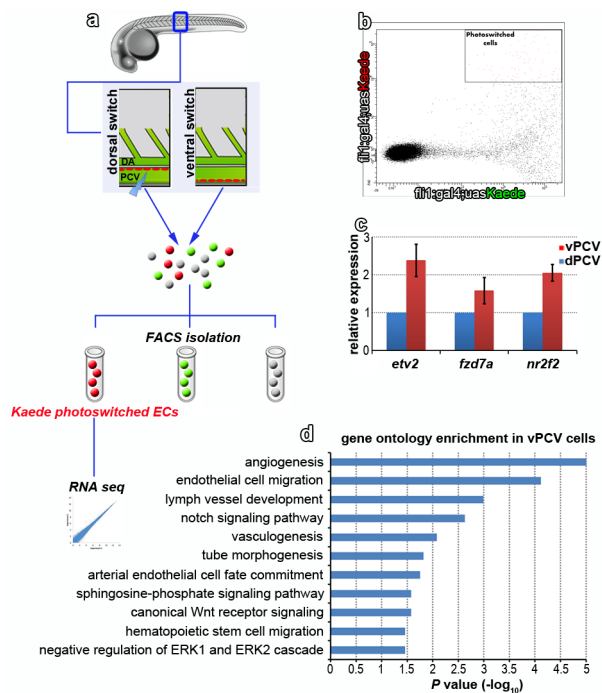 a
dorsal switch
ventral switch
DA
PCV
FACS isolation
Kaede photoswitched ECs
RNA seq
b
Photoswitched
cells
fli1:gal4;uasKaede
fli1:gal4;uasKaede
c
relative expression
3
2
1
0
vPCV
dPCV
etv2
fzd7a
nr2f2
d
gene ontology enrichment in vPCV cells
angiogenesis
endothelial cell migration
lymph vessel development
notch signaling pathway
vasculogenesis
tube morphogenesis
arterial endothelial cell fate commitment
sphingosine-phosphate signaling pathway
canonical Wnt receptor signaling
hematopoietic stem cell migration
negative regulation of ERK1 and ERK2 cascade
0 0.5 1 1.5 2 2.5 3 3.5 4 4.5 5
P value (-log10)